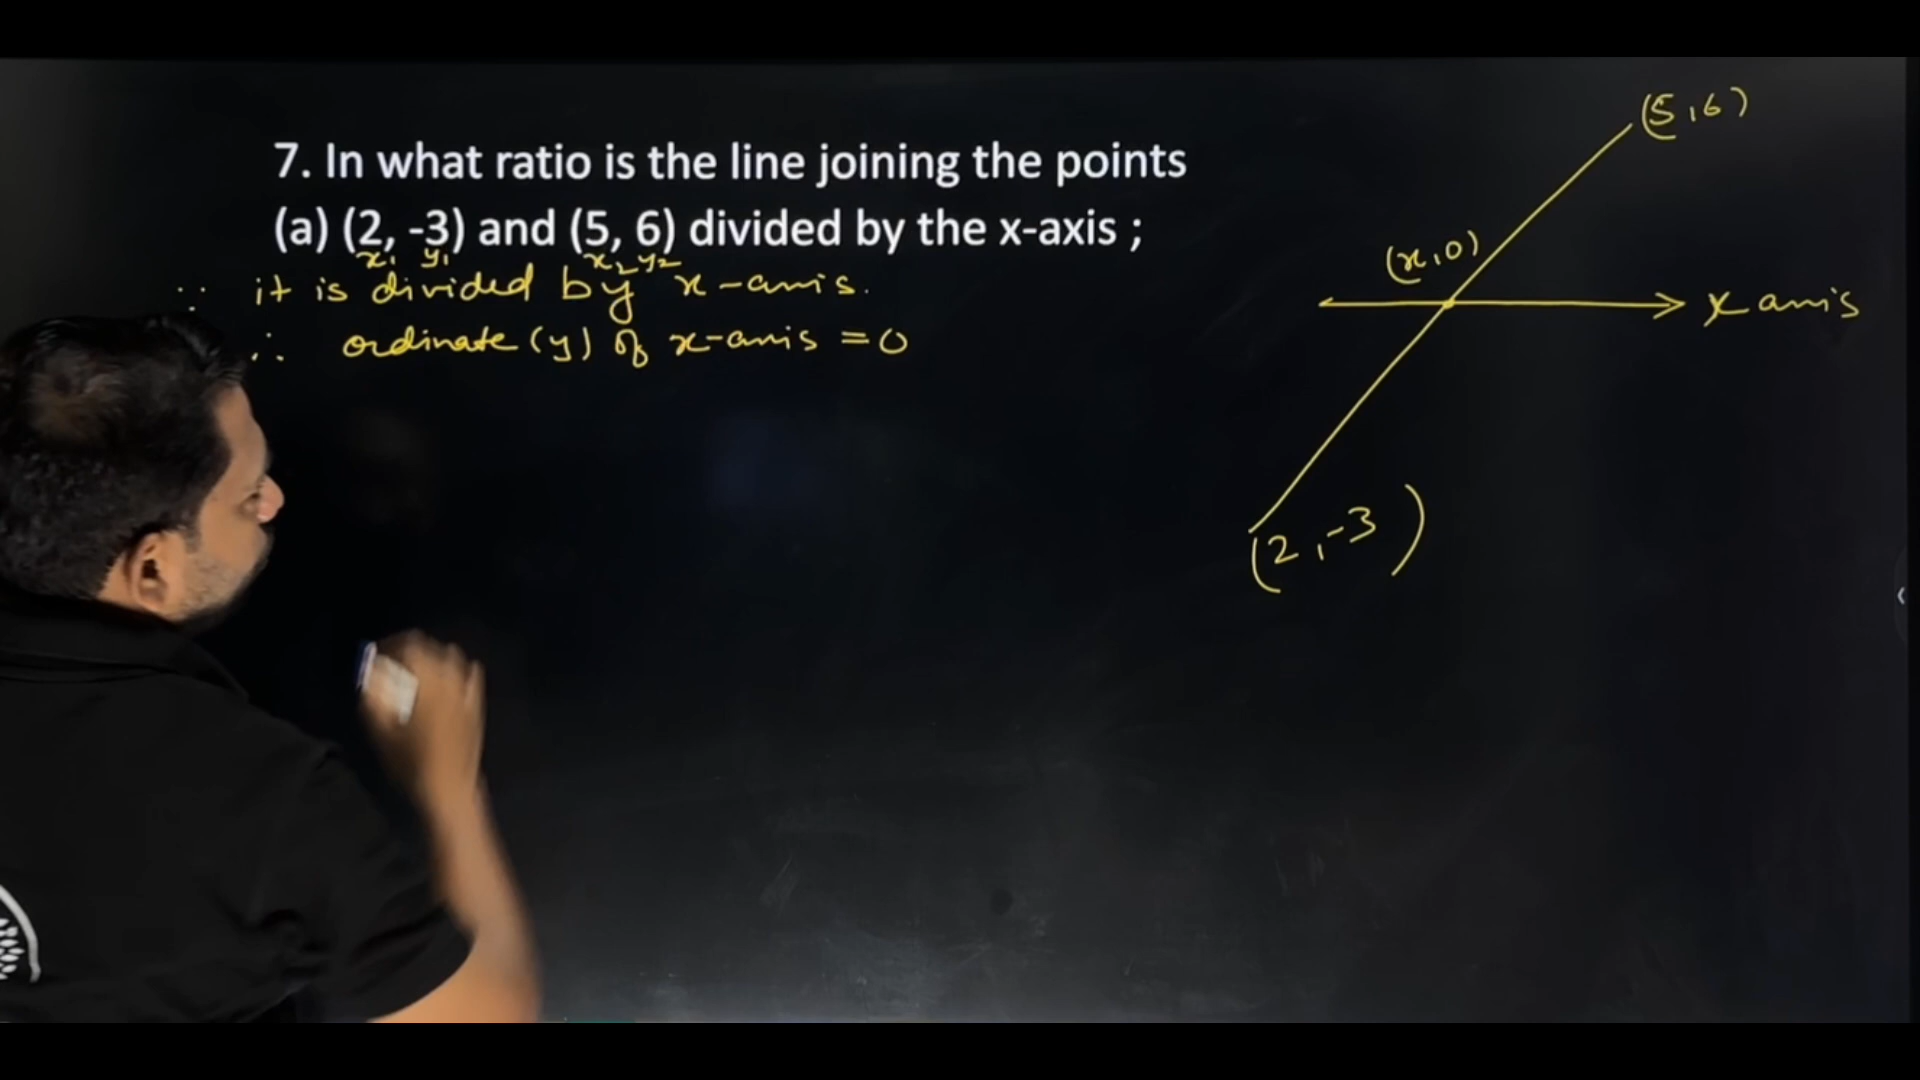 7. In what ratio is the line joining the points
(a) (2, -3) and (5, 6) divided by the x-axis ;
x₁ y₁ x₂ y₂
∵ it is divided by x-axis.
∴ ordinate (y) of x-axis = 0
(5,6)
(x,0)
x axis
(2,-3)